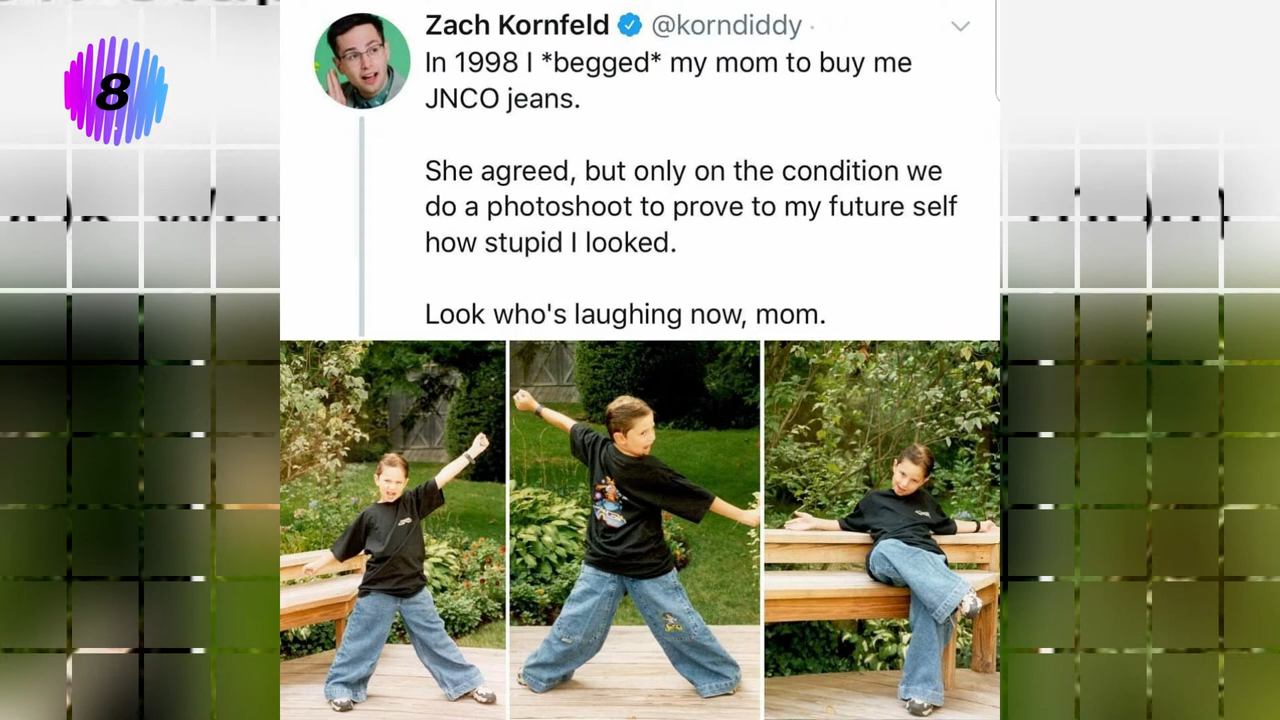 8
Zach Kornfeld @korndiddy ·
In 1998 I *begged* my mom to buy me
JNCO jeans.
She agreed, but only on the condition we
do a photoshoot to prove to my future self
how stupid I looked.
Look who's laughing now, mom.